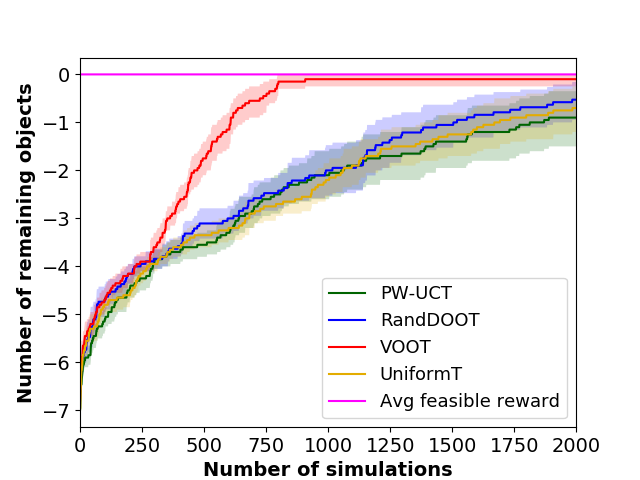 0
−1
−2
−3
−4
−5
−6
−7
Number of remaining objects
PW-UCT
RandDOOT
VOOT
UniformT
Avg feasible reward
0 250 500 750 1000 1250 1500 1750 2000
Number of simulations